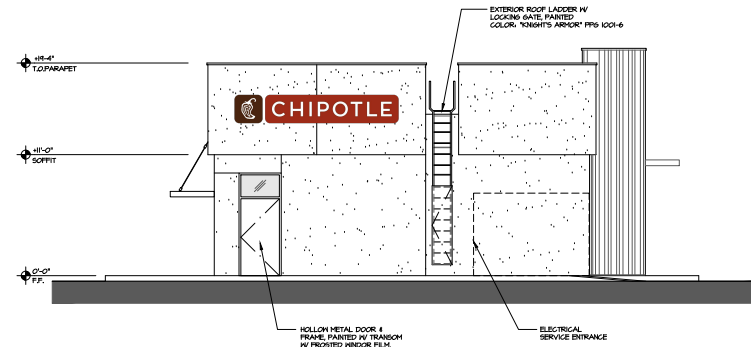 EXTERIOR ROOF LADDER W/
LOCKING GATE, PAINTED
COLOR: "KNIGHT'S ARMOR" PPG 1001-6
+19'-4"
T.O.PARAPET
CHIPOTLE
+11'-0"
SOFFIT
0'-0"
F.F.
HOLLOW METAL DOOR &
FRAME, PAINTED W/ TRANSOM
W/ FROSTED WINDOR FILM.
ELECTRICAL
SERVICE ENTRANCE